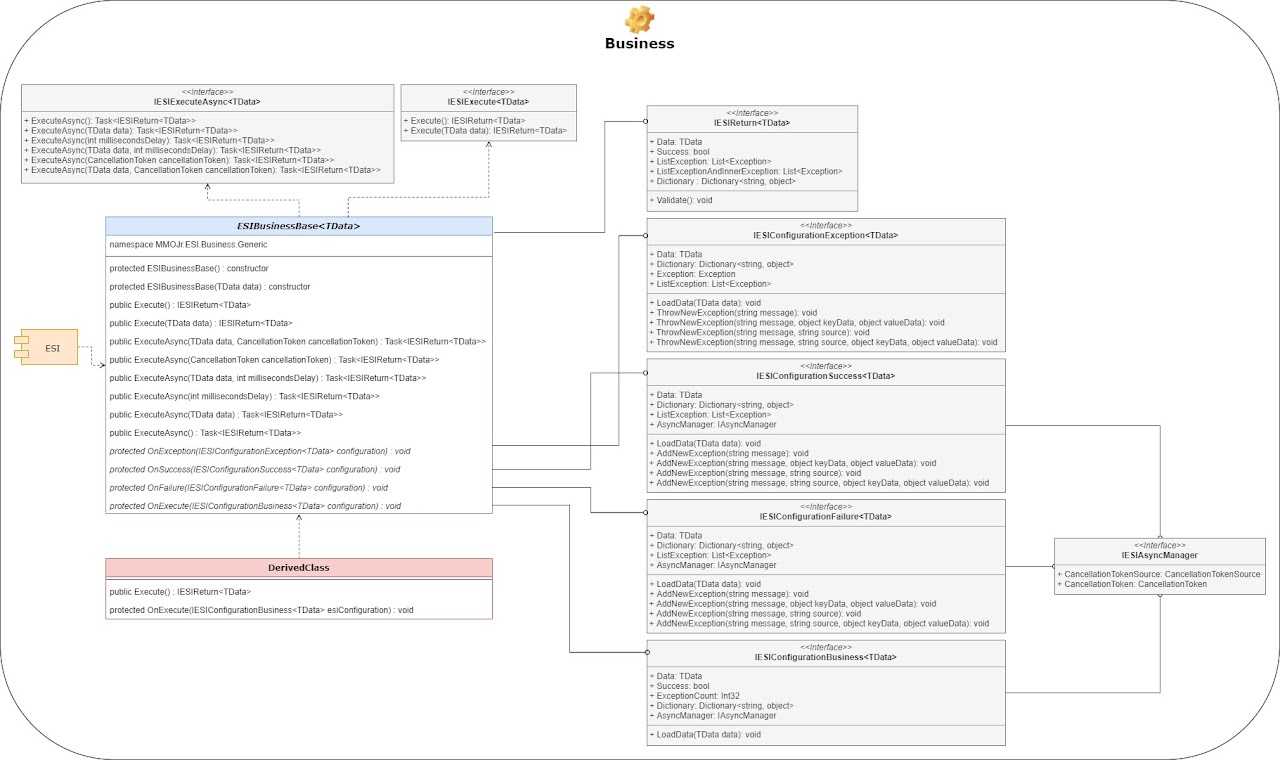 Business
<<Interface>>
IESIExecuteAsync<TData>
+ ExecuteAsync(): Task<IESIReturn<TData>>
+ ExecuteAsync(TData data): Task<IESIReturn<TData>>
+ ExecuteAsync(int millisecondsDelay): Task<IESIReturn<TData>>
+ ExecuteAsync(TData data, int millisecondsDelay): Task<IESIReturn<TData>>
+ ExecuteAsync(CancellationToken cancellationToken): Task<IESIReturn<TData>>
+ ExecuteAsync(TData data, CancellationToken cancellationToken): Task<IESIReturn<TData>>
<<Interface>>
IESIExecute<TData>
+ Execute(): IESIReturn<TData>
+ Execute(TData data): IESIReturn<TData>
<<Interface>>
IESIReturn<TData>
+ Data: TData
+ Success: bool
+ ListException: List<Exception>
+ ListExceptionAndInnerException: List<Exception>
+ Dictionary : Dictionary<string, object>
+ Validate(): void
ESIBusinessBase<TData>
namespace MMOJr.ESI.Business.Generic
protected ESIBusinessBase() : constructor
protected ESIBusinessBase(TData data) : constructor
public Execute() : IESIReturn<TData>
public Execute(TData data) : IESIReturn<TData>
public ExecuteAsync(TData data, CancellationToken cancellationToken) : Task<IESIReturn<TData>>
public ExecuteAsync(CancellationToken cancellationToken) : Task<IESIReturn<TData>>
public ExecuteAsync(TData data, int millisecondsDelay) : Task<IESIReturn<TData>>
public ExecuteAsync(int millisecondsDelay) : Task<IESIReturn<TData>>
public ExecuteAsync(TData data) : Task<IESIReturn<TData>>
public ExecuteAsync() : Task<IESIReturn<TData>>
protected OnException(IESIConfigurationException<TData> configuration) : void
protected OnSuccess(IESIConfigurationSuccess<TData> configuration) : void
protected OnFailure(IESIConfigurationFailure<TData> configuration) : void
protected OnExecute(IESIConfigurationBusiness<TData> configuration) : void
ESI
DerivedClass
public Execute() : IESIReturn<TData>
protected OnExecute(IESIConfigurationBusiness<TData> esiConfiguration) : void
<<Interface>>
IESIConfigurationException<TData>
+ Data: TData
+ Dictionary: Dictionary<string, object>
+ Exception: Exception
+ ListException: List<Exception>
+ LoadData(TData data): void
+ ThrowNewException(string message): void
+ ThrowNewException(string message, object keyData, object valueData): void
+ ThrowNewException(string message, string source): void
+ ThrowNewException(string message, string source, object keyData, object valueData): void
<<Interface>>
IESIConfigurationSuccess<TData>
+ Data: TData
+ Dictionary: Dictionary<string, object>
+ ListException: List<Exception>
+ AsyncManager: IAsyncManager
+ LoadData(TData data): void
+ AddNewException(string message): void
+ AddNewException(string message, object keyData, object valueData): void
+ AddNewException(string message, string source): void
+ AddNewException(string message, string source, object keyData, object valueData): void
<<Interface>>
IESIConfigurationFailure<TData>
+ Data: TData
+ Dictionary: Dictionary<string, object>
+ ListException: List<Exception>
+ AsyncManager: IAsyncManager
+ LoadData(TData data): void
+ AddNewException(string message): void
+ AddNewException(string message, object keyData, object valueData): void
+ AddNewException(string message, string source): void
+ AddNewException(string message, string source, object keyData, object valueData): void
<<Interface>>
IESIConfigurationBusiness<TData>
+ Data: TData
+ Success: bool
+ ExceptionCount: Int32
+ Dictionary: Dictionary<string, object>
+ AsyncManager: IAsyncManager
+ LoadData(TData data): void
<<Interface>>
IESIAsyncManager
+ CancellationTokenSource: CancellationTokenSource
+ CancellationToken: CancellationToken